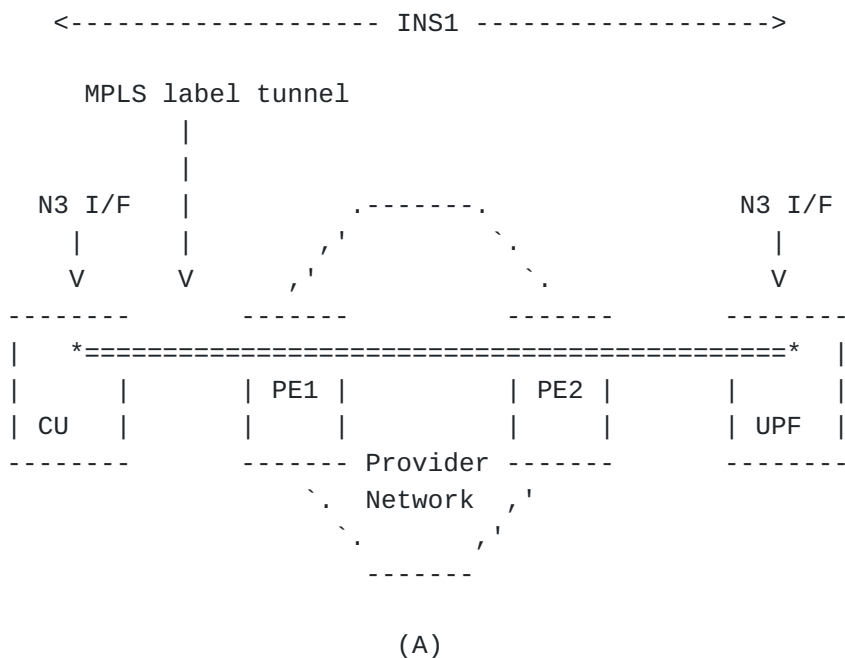 <-------------------- INS1 ------------------->
MPLS label tunnel
N3 I/F N3 I/F
PE1 PE2
CU UPF
Provider
Network
(A)